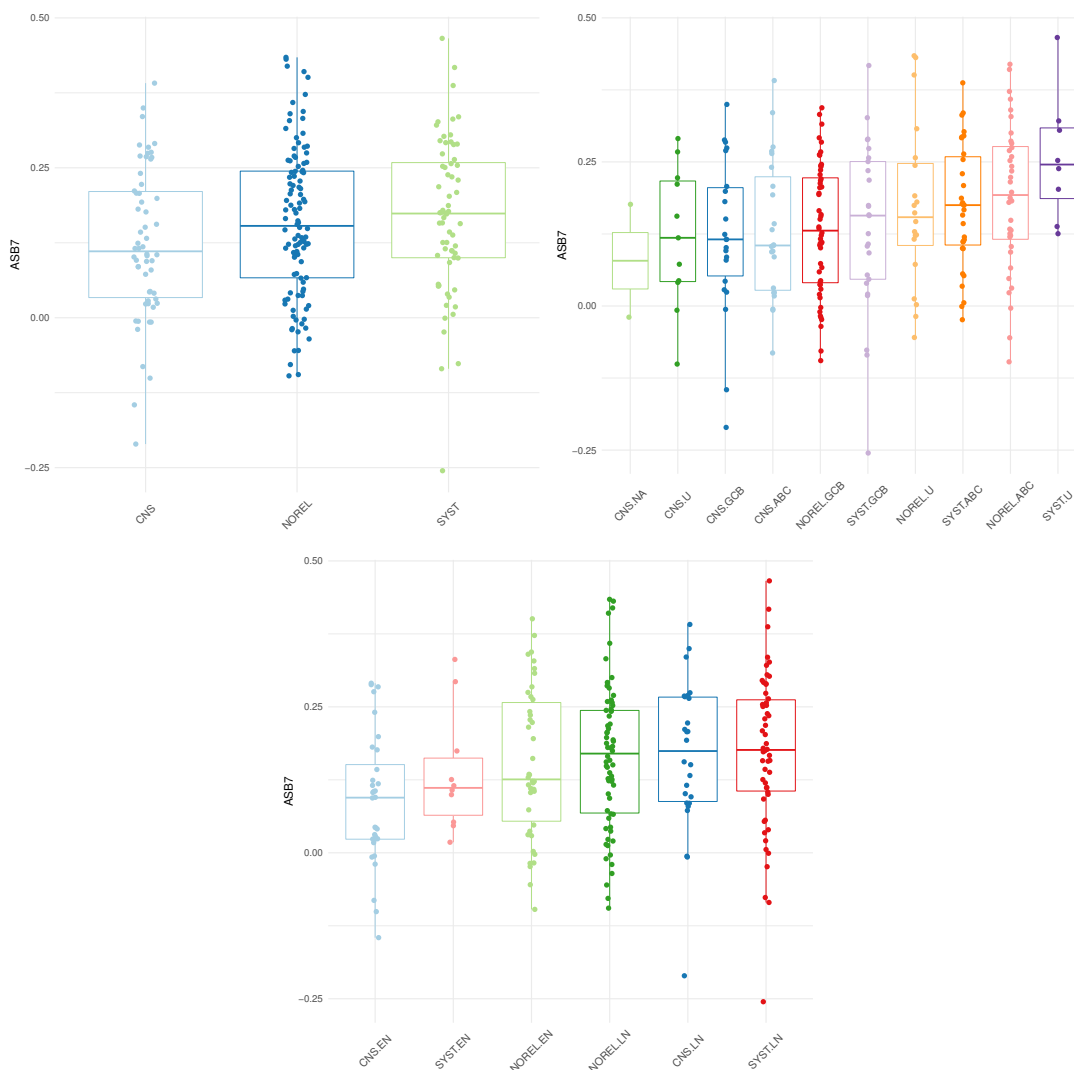 ASB7
0.50
0.25
0.00
−0.25
CNS
NOREL
SYST
ASB7
0.50
0.25
0.00
−0.25
CNS.NA
CNS.U
CNS.GCB
CNS.ABC
NOREL.GCB
SYST.GCB
NOREL.U
SYST.ABC
NOREL.ABC
SYST.U
ASB7
0.50
0.25
0.00
−0.25
CNS.EN
SYST.EN
NOREL.EN
NOREL.LN
CNS.LN
SYST.LN